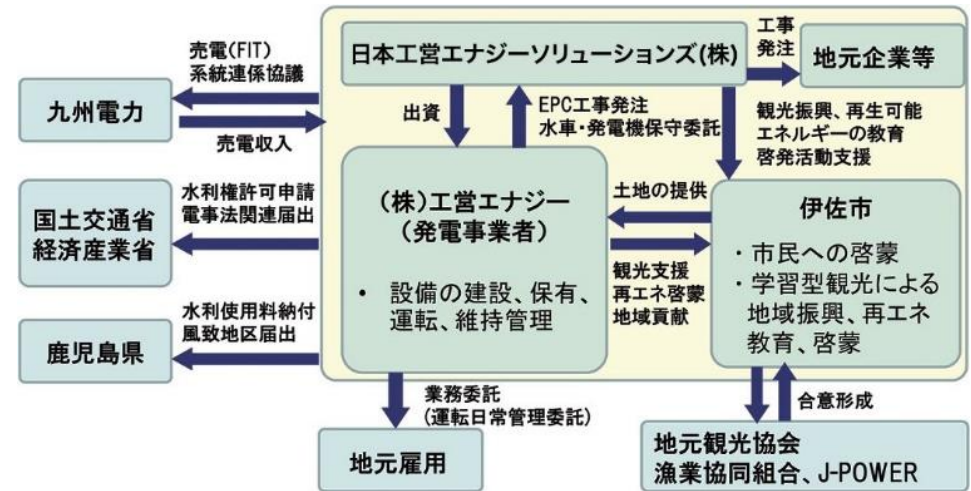 日本工営エナジーソリューションズ(株)
工事
発注
地元企業等
売電(FIT)
系統連係協議
九州電力
売電収入
出資
EPC工事発注
水車・発電機保守委託
観光振興、再生可能
エネルギーの教育
啓発活動支援
水利権許可申請
電事法関連届出
国土交通省
経済産業省
(株)工営エナジー
(発電事業者)
• 設備の建設、保有、
運転、維持管理
土地の提供
観光支援
再エネ啓蒙
地域貢献
伊佐市
・市民への啓蒙
・学習型観光による
地域振興、再エネ
教育、啓蒙
水利使用料納付
風致地区届出
鹿児島県
業務委託
(運転日常管理委託)
地元雇用
合意形成
地元観光協会
漁業協同組合、J-POWER